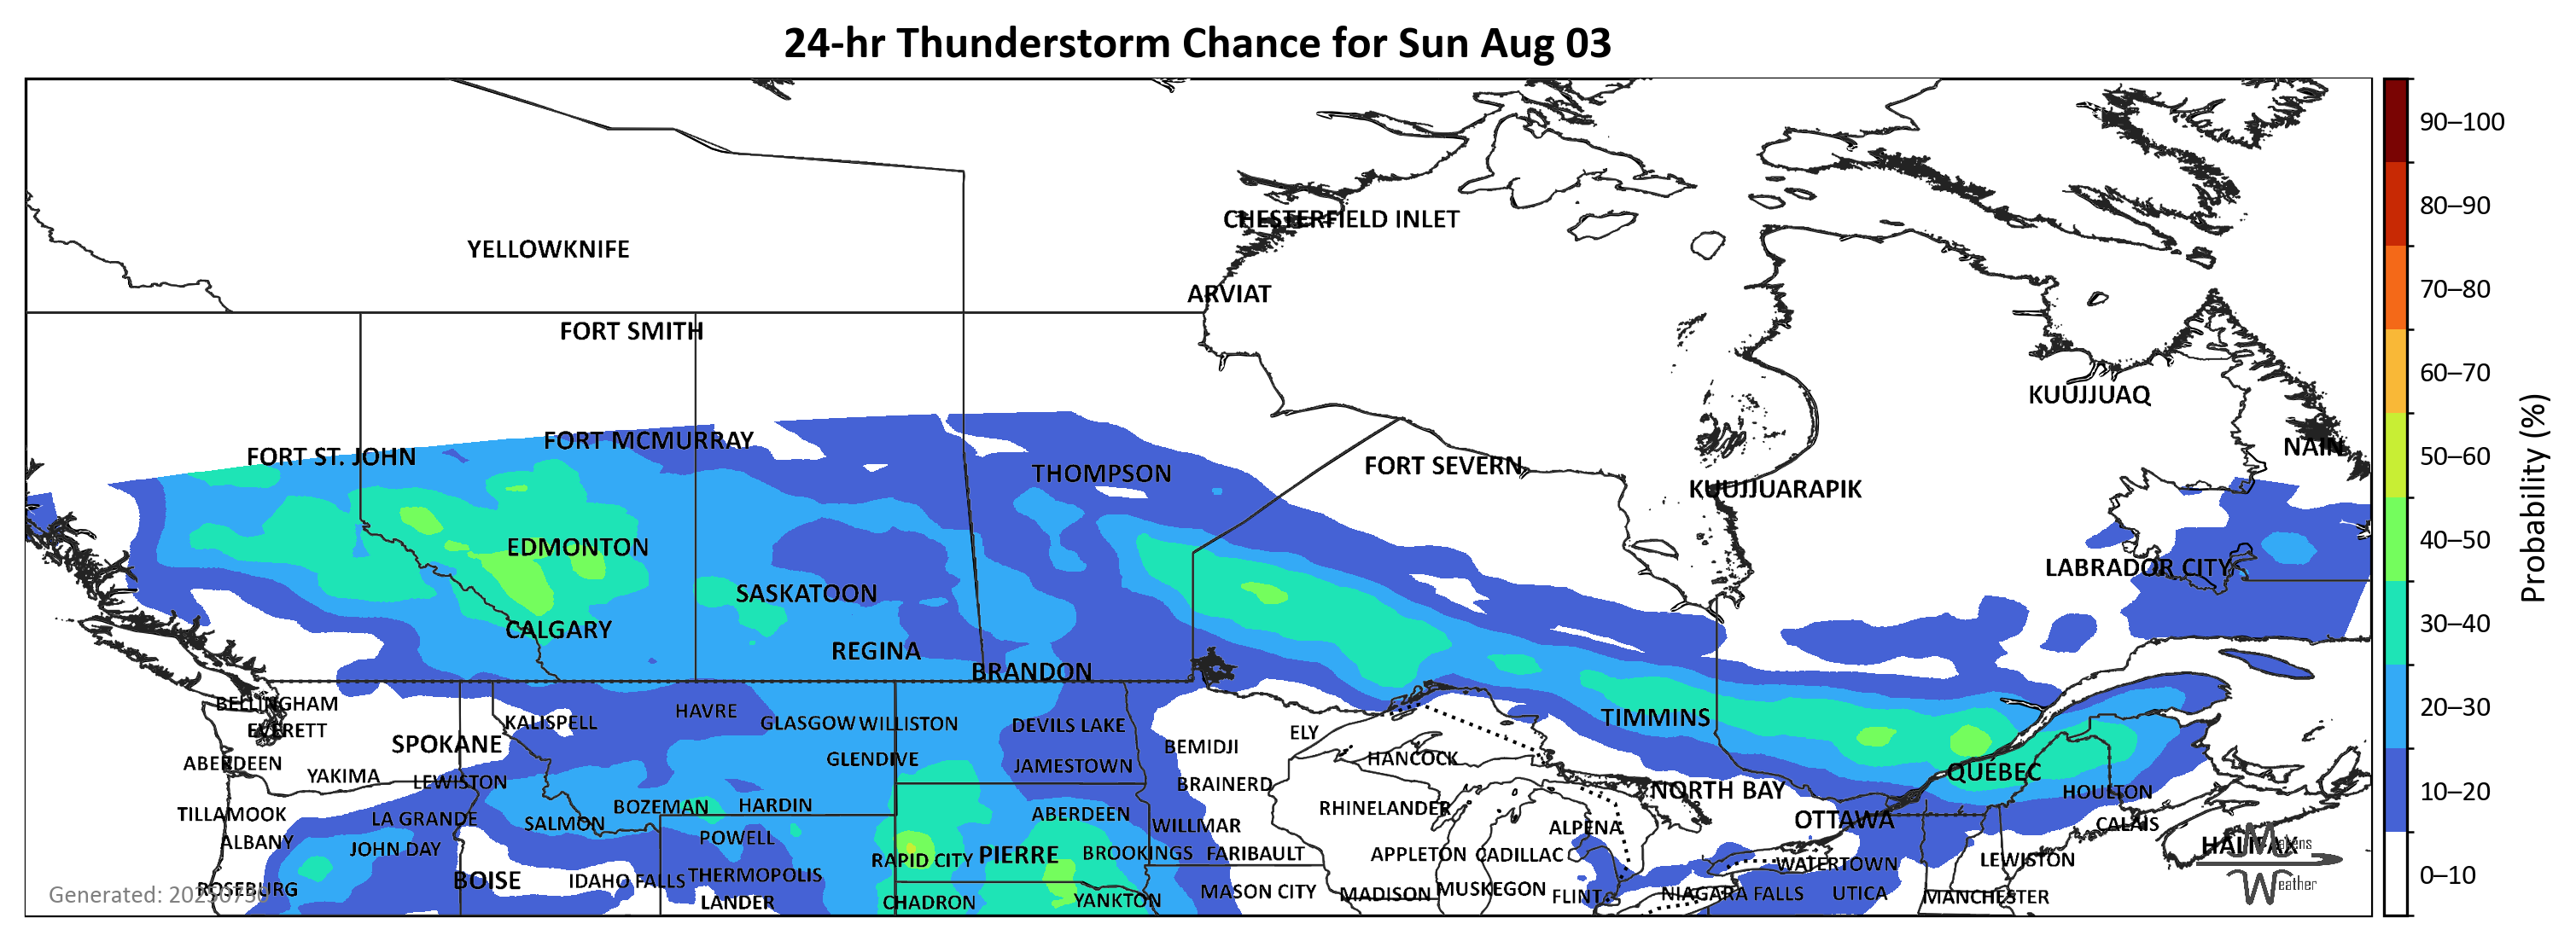 24-hr Thunderstorm Chance for Sun Aug 03
90–100
80–90
CHESTERFIELD INLET
YELLOWKNIFE
70–80
ARVIAT
FORT SMITH
60–70
KUUJJUAQ
FORT MCMURRAY
NAIN
50–60
FORT ST. JOHN
FORT SEVERN
THOMPSON
KUUJJUARAPIK
Probability (%)
40–50
EDMONTON
LABRADOR CITY
SASKATOON
30–40
CALGARY
REGINA
BRANDON
BELLINGHAM
HAVRE
20–30
TIMMINS
KALISPELL
GLASGOW
WILLISTON
DEVILS LAKE
EVERETT
ELY
SPOKANE
BEMIDJI
HANCOCK
GLENDIVE
ABERDEEN
JAMESTOWN
QUÉBEC
YAKIMA
LEWISTON
BRAINERD
NORTH BAY
HOULTON
10–20
BOZEMAN
HARDIN
RHINELANDER
TILLAMOOK
ABERDEEN
LA GRANDE
OTTAWA
SALMON
WILLMAR
ALPENA
CALAIS
POWELL
ALBANY
HALIFAX
Makens
JOHN DAY
RAPID CITY
PIERRE
BROOKINGS
FARIBAULT
APPLETON
CADILLAC
WATERTOWN
LEWISTON
THERMOPOLIS
0–10
BOISE
IDAHO FALLS
Weather
ROSEBURG
Generated: 20250730
MASON CITY
MADISON
MUSKEGON
NIAGARA FALLS
UTICA
FLINT
MANCHESTER
LANDER
CHADRON
YANKTON